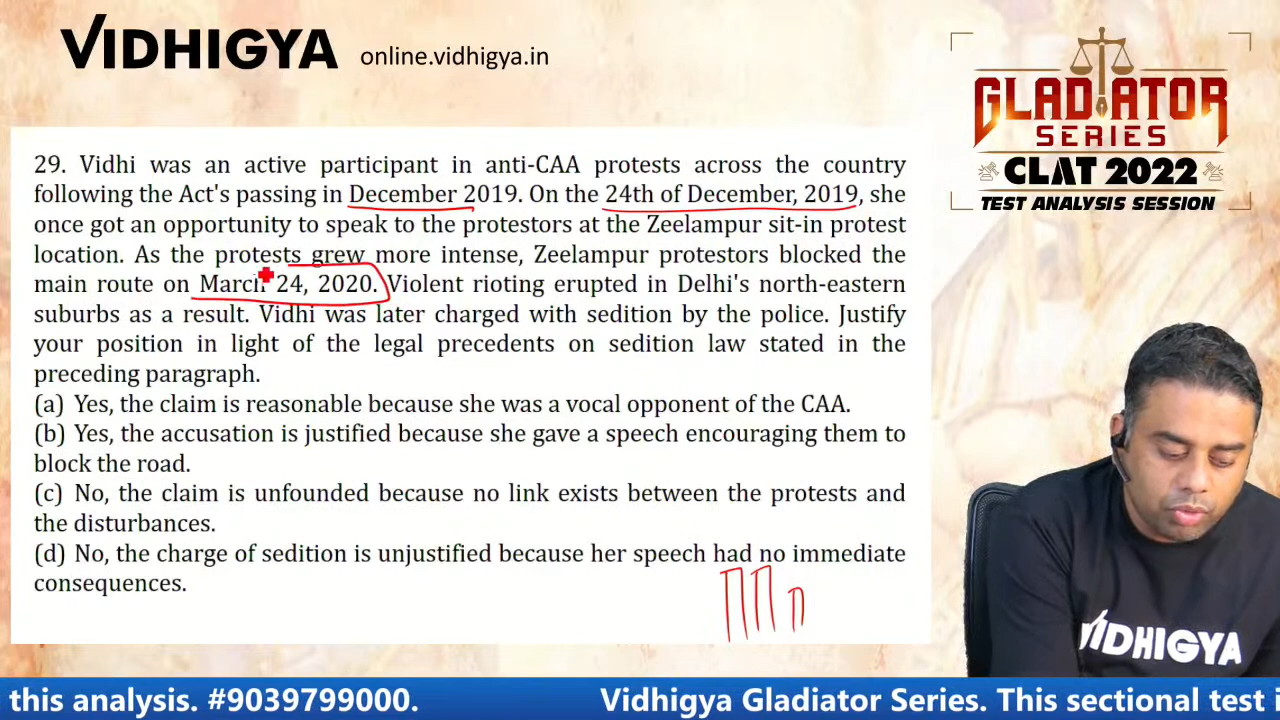 VIDHIGYA online.vidhigya.in
GLADIATOR
SERIES
CLAT 2022
TEST ANALYSIS SESSION
29. Vidhi was an active participant in anti-CAA protests across the country
following the Act's passing in December 2019. On the 24th of December, 2019, she
once got an opportunity to speak to the protestors at the Zeelampur sit-in protest
location. As the protests grew more intense, Zeelampur protestors blocked the
main route on March 24, 2020. Violent rioting erupted in Delhi's north-eastern
suburbs as a result. Vidhi was later charged with sedition by the police. Justify
your position in light of the legal precedents on sedition law stated in the
preceding paragraph.
(a) Yes, the claim is reasonable because she was a vocal opponent of the CAA.
(b) Yes, the accusation is justified because she gave a speech encouraging them to
block the road.
(c) No, the claim is unfounded because no link exists between the protests and
the disturbances.
(d) No, the charge of sedition is unjustified because her speech had no immediate
consequences.
VIDHIGYA
this analysis. #9039799000. Vidhigya Gladiator Series. This sectional test i